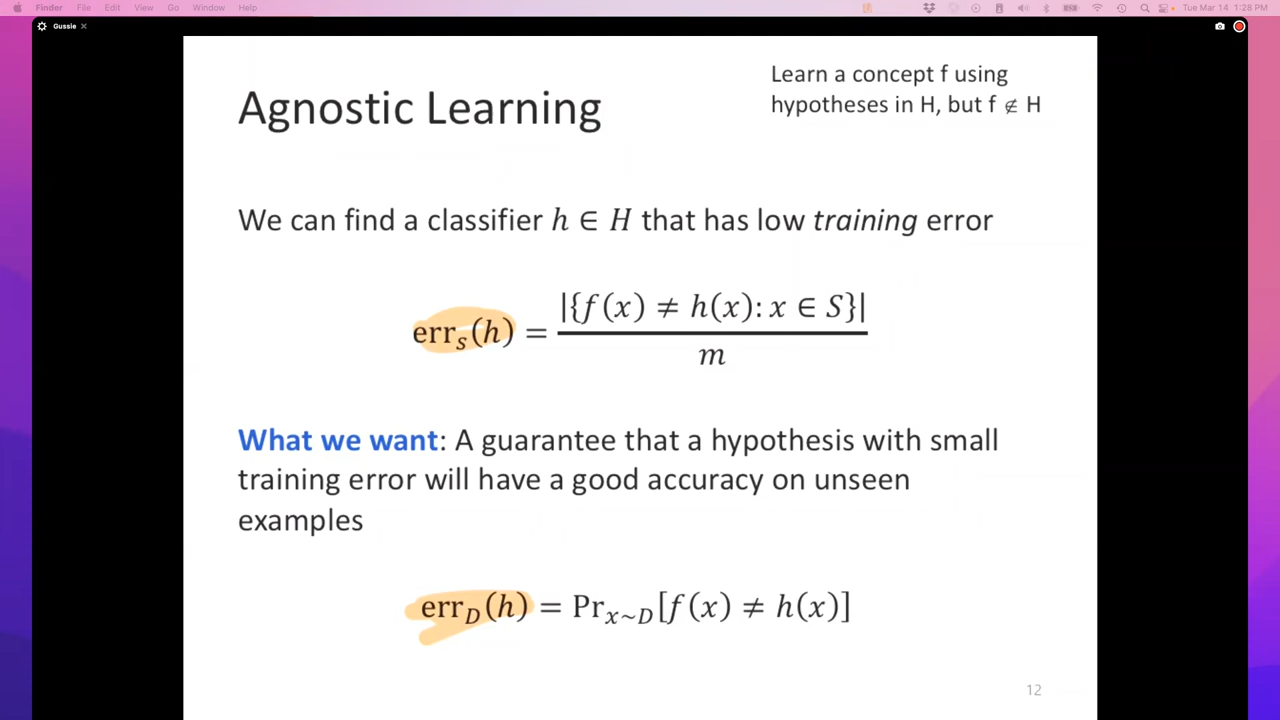 Finder File Edit View Go Window Help Tue Mar 14 1:28 PM
Gussie ×
Learn a concept f using
hypotheses in H, but f ∉ H
Agnostic Learning
We can find a classifier h ∈ H that has low training error
err_S(h) = |{f(x) ≠ h(x): x ∈ S}| / m
What we want: A guarantee that a hypothesis with small
training error will have a good accuracy on unseen
examples
err_D(h) = Pr_{x~D}[f(x) ≠ h(x)]
12